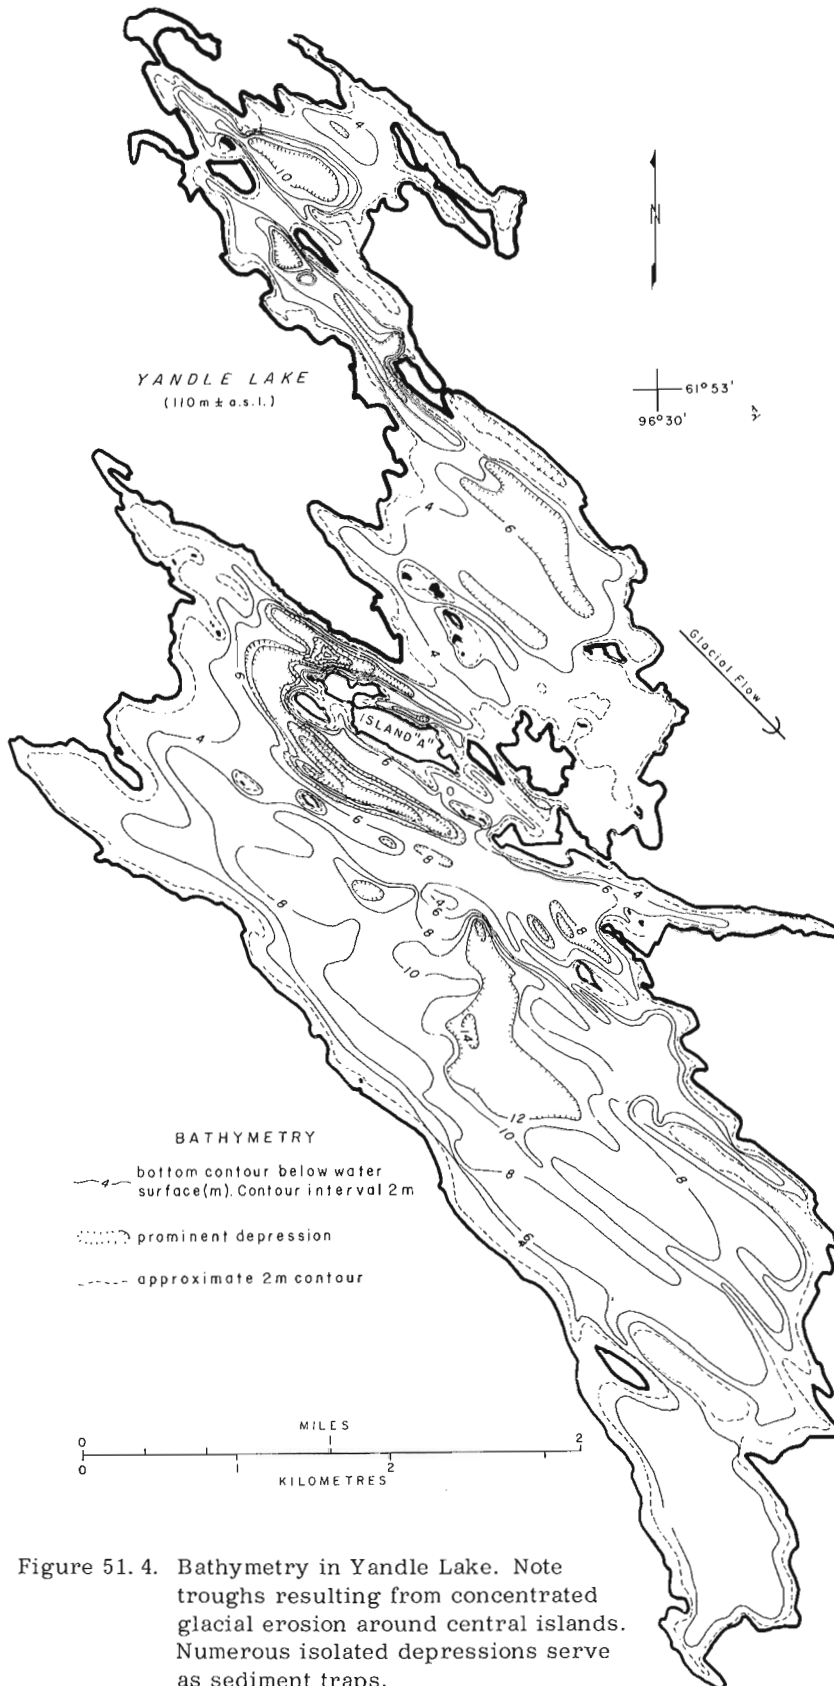 4
10
N
YANDLE LAKE
(110 m ± a.s.l.)
61° 53'
96°30'
4
6
4
Glacial Flow
6
4
ISLAND "A"
6
6
8
8
4
6
8
6
4
8
10
14
12
10
8
8
6
4
BATHYMETRY
4
bottom contour below water
surface(m). Contour interval 2m
prominent depression
approximate 2m contour
MILES
0
2
0
1
2
KILOMETRES
Figure 51.4. Bathymetry in Yandle Lake. Note
troughs resulting from concentrated
glacial erosion around central islands.
Numerous isolated depressions serve
as sediment traps.